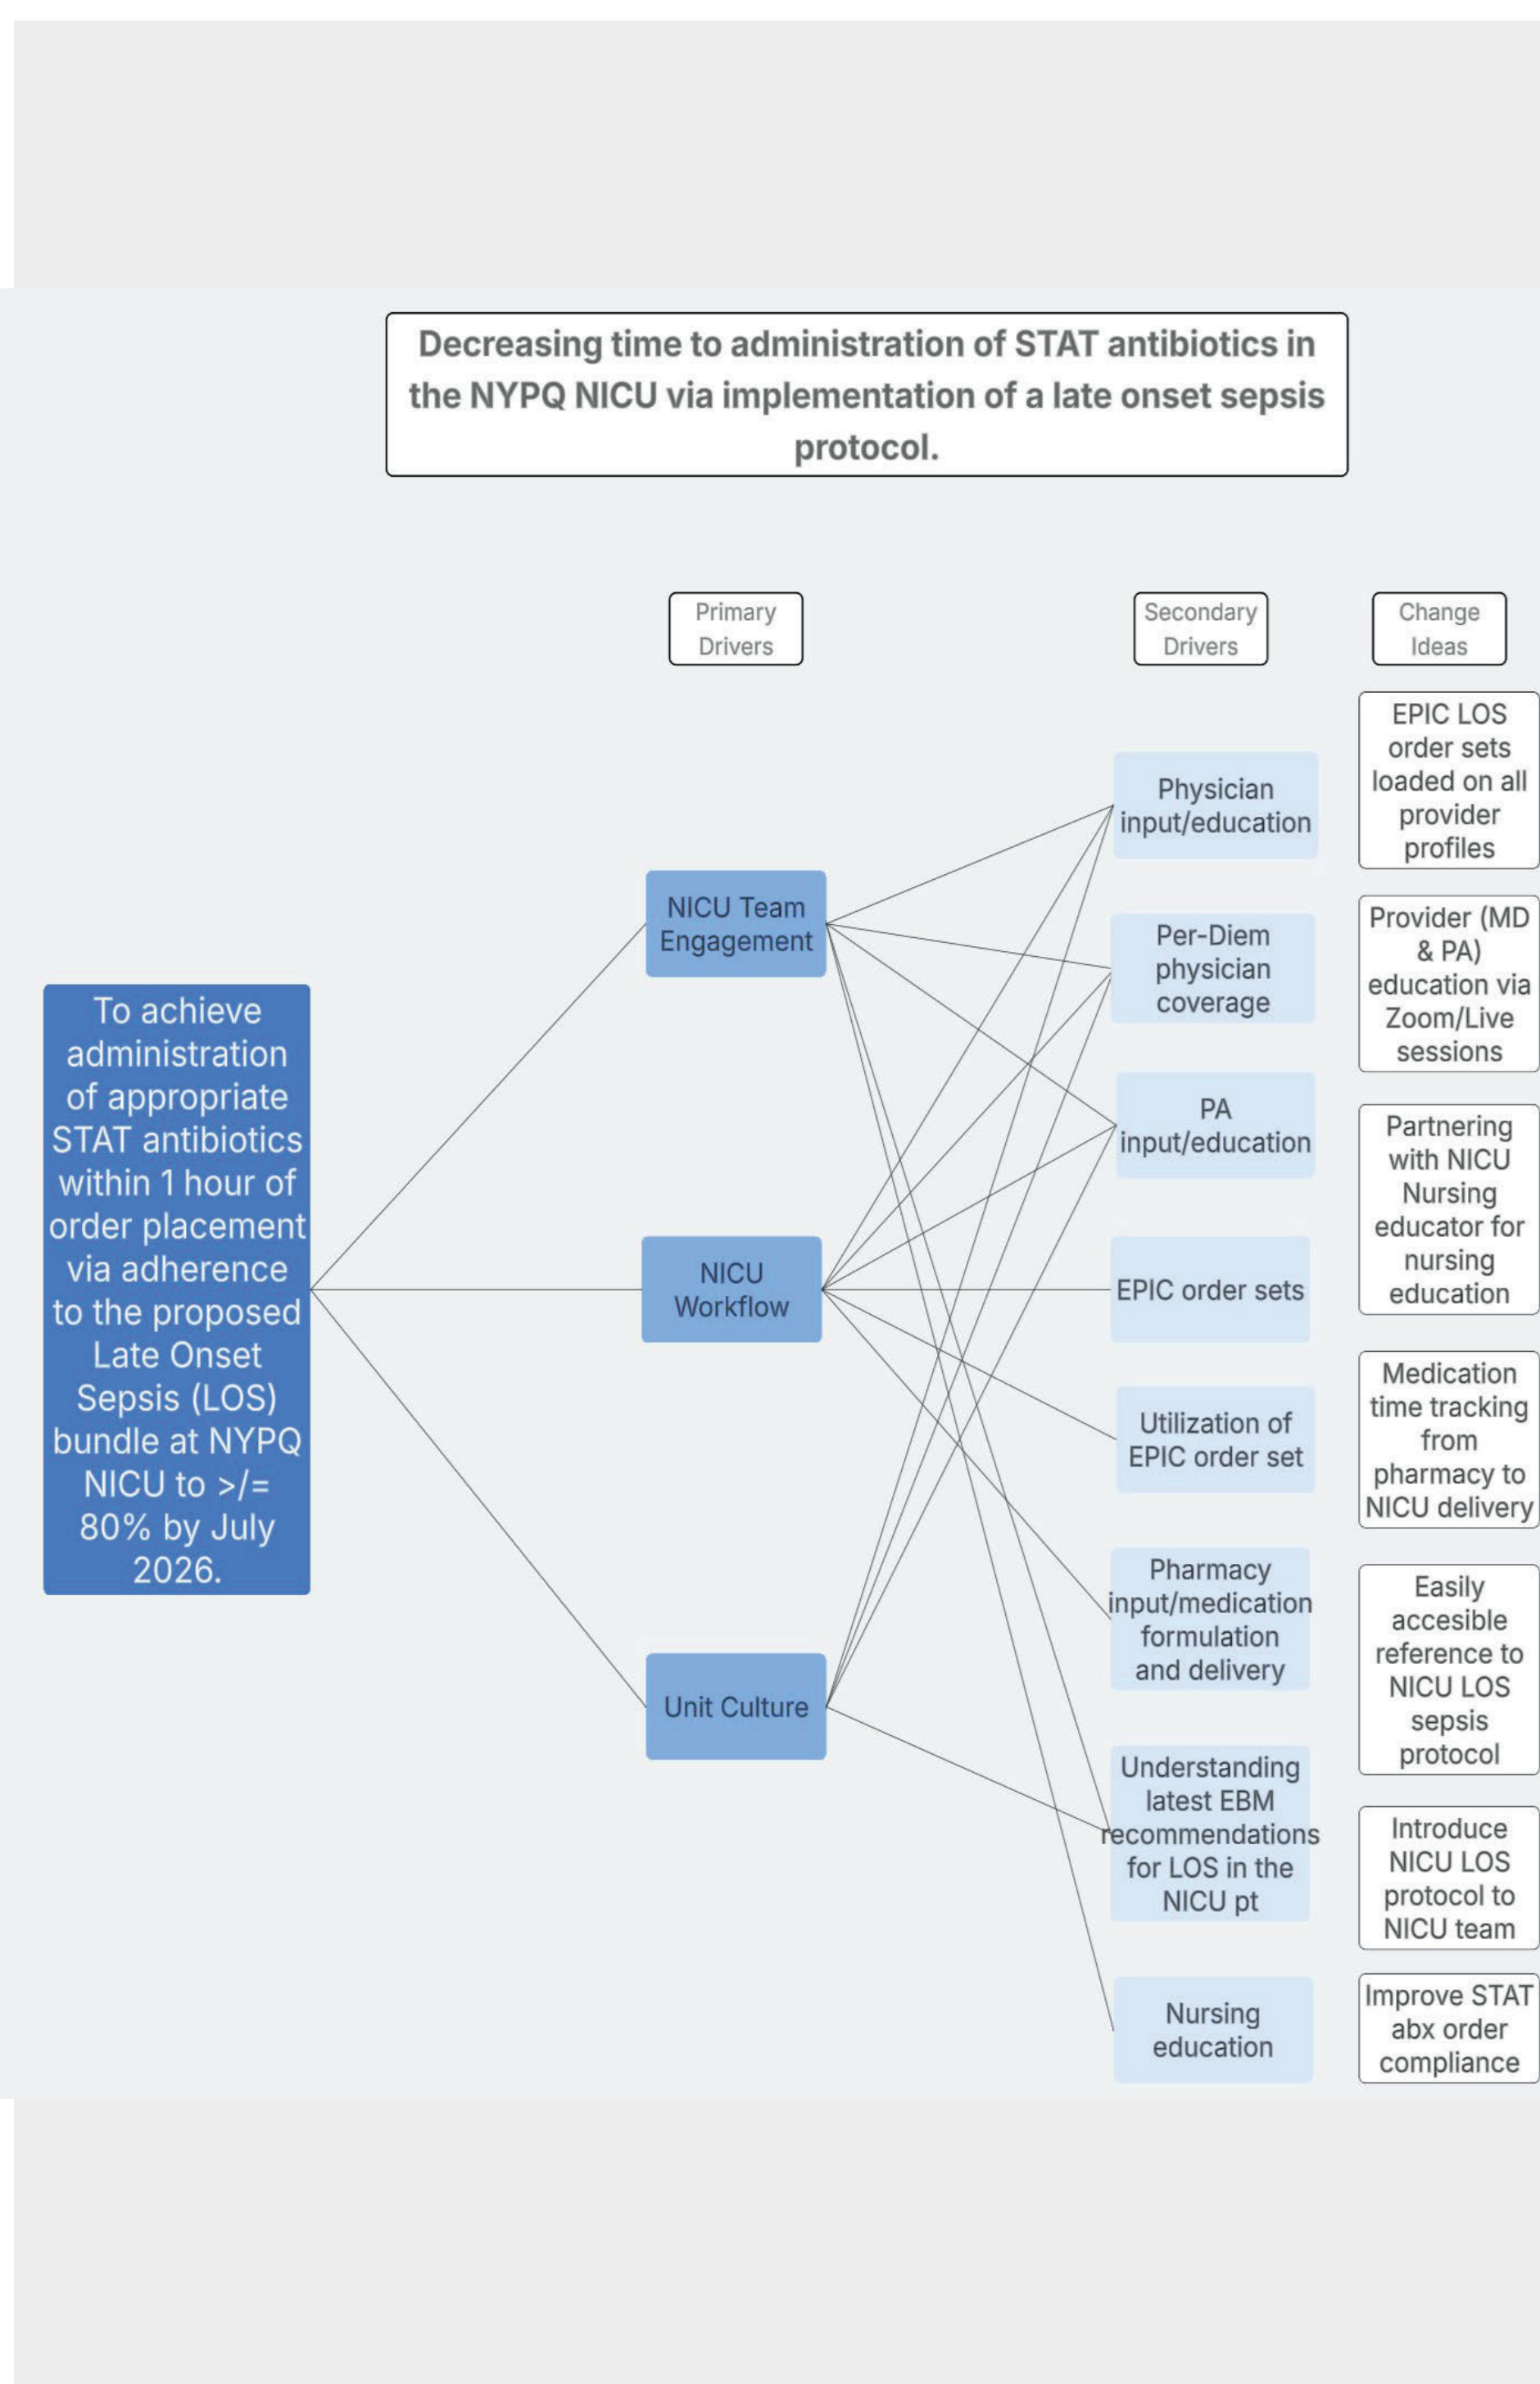 Decreasing time to administration of STAT antibiotics in
the NYPQ NICU via implementation of a late onset sepsis
protocol.
Primary
Drivers
Secondary
Drivers
Change
Ideas
To achieve
administration
of appropriate
STAT antibiotics
within 1 hour of
order placement
via adherence
to the proposed
Late Onset
Sepsis (LOS)
bundle at NYPQ
NICU to >/=
80% by July
2026.
NICU Team
Engagement
NICU
Workflow
Unit Culture
Physician
input/education
Per-Diem
physician
coverage
PA
input/education
EPIC order sets
Utilization of
EPIC order set
Pharmacy
input/medication
formulation
and delivery
Understanding
latest EBM
recommendations
for LOS in the
NICU pt
Nursing
education
EPIC LOS
order sets
loaded on all
provider
profiles
Provider (MD
& PA)
education via
Zoom/Live
sessions
Partnering
with NICU
Nursing
educator for
nursing
education
Medication
time tracking
from
pharmacy to
NICU delivery
Easily
accesible
reference to
NICU LOS
sepsis
protocol
Introduce
NICU LOS
protocol to
NICU team
Improve STAT
abx order
compliance